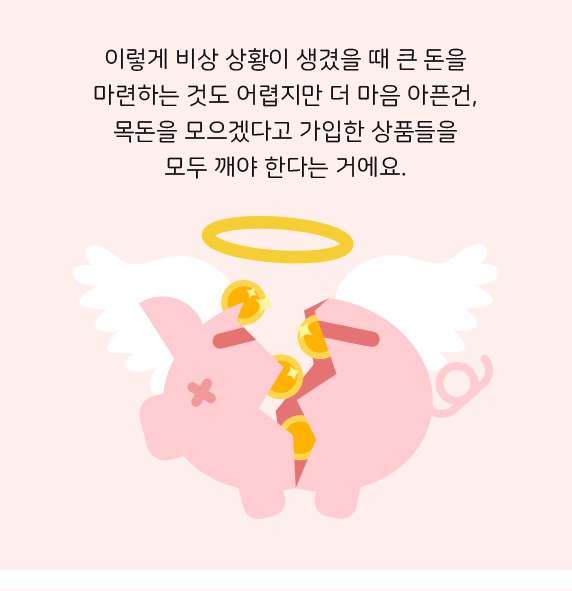 이렇게 비상 상황이 생겼을 때 큰 돈을
마련하는 것도 어렵지만 더 마음 아픈건,
목돈을 모으겠다고 가입한 상품들을
모두 깨야 한다는 거에요.